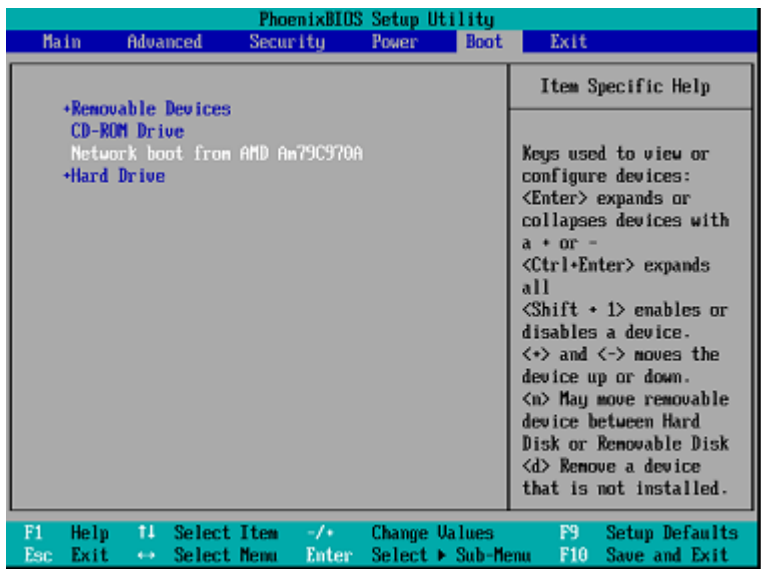 PhoenixBIOS Setup Utility
Main Advanced Security Power Boot Exit
+Removable Devices
CD-ROM Drive
Network boot from AMD Am79C970A
+Hard Drive
Item Specific Help
Keys used to view or
configure devices:
<Enter> expands or
collapses devices with
a + or -
<Ctrl+Enter> expands
all
<Shift + 1> enables or
disables a device.
<+> and <-> moves the
device up or down.
<n> May move removable
device between Hard
Disk or Removable Disk
<d> Remove a device
that is not installed.
F1 Help ↑↓ Select Item -/+ Change Values F9 Setup Defaults
Esc Exit ↔ Select Menu Enter Select ▶ Sub-Menu F10 Save and Exit